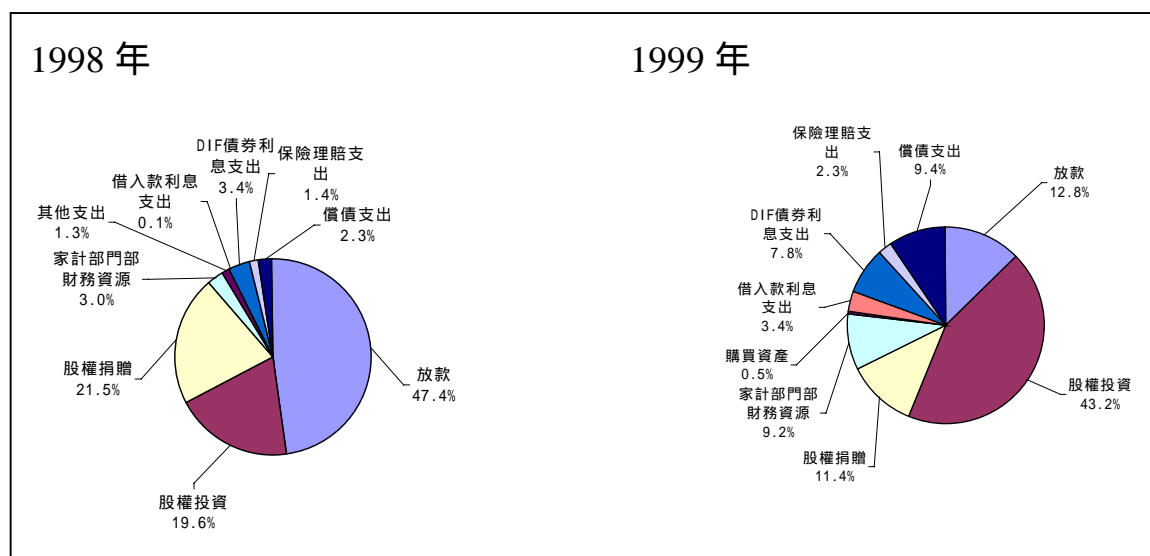 1998 年
DIF債券利
息支出
3.4%
保險理賠支
出
1.4%
借入款利息
支出
0.1%
償債支出
2.3%
其他支出
1.3%
家計部門部
財務資源
3.0%
股權捐贈
21.5%
放款
47.4%
股權投資
19.6%
1999 年
保險理賠支
出
2.3%
償債支出
9.4%
放款
12.8%
DIF債券利
息支出
7.8%
借入款利息
支出
3.4%
購買資產
0.5%
家計部門部
財務資源
9.2%
股權投資
43.2%
股權捐贈
11.4%